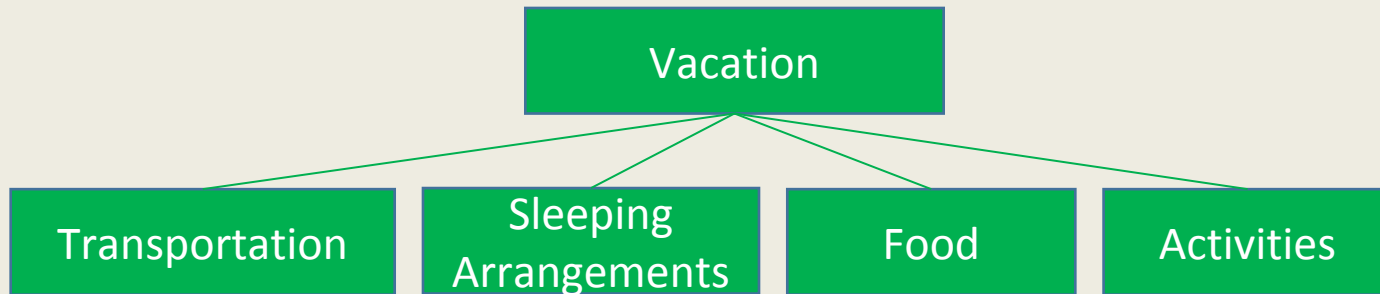 Vacation
Transportation
Sleeping
Arrangements
Food
Activities